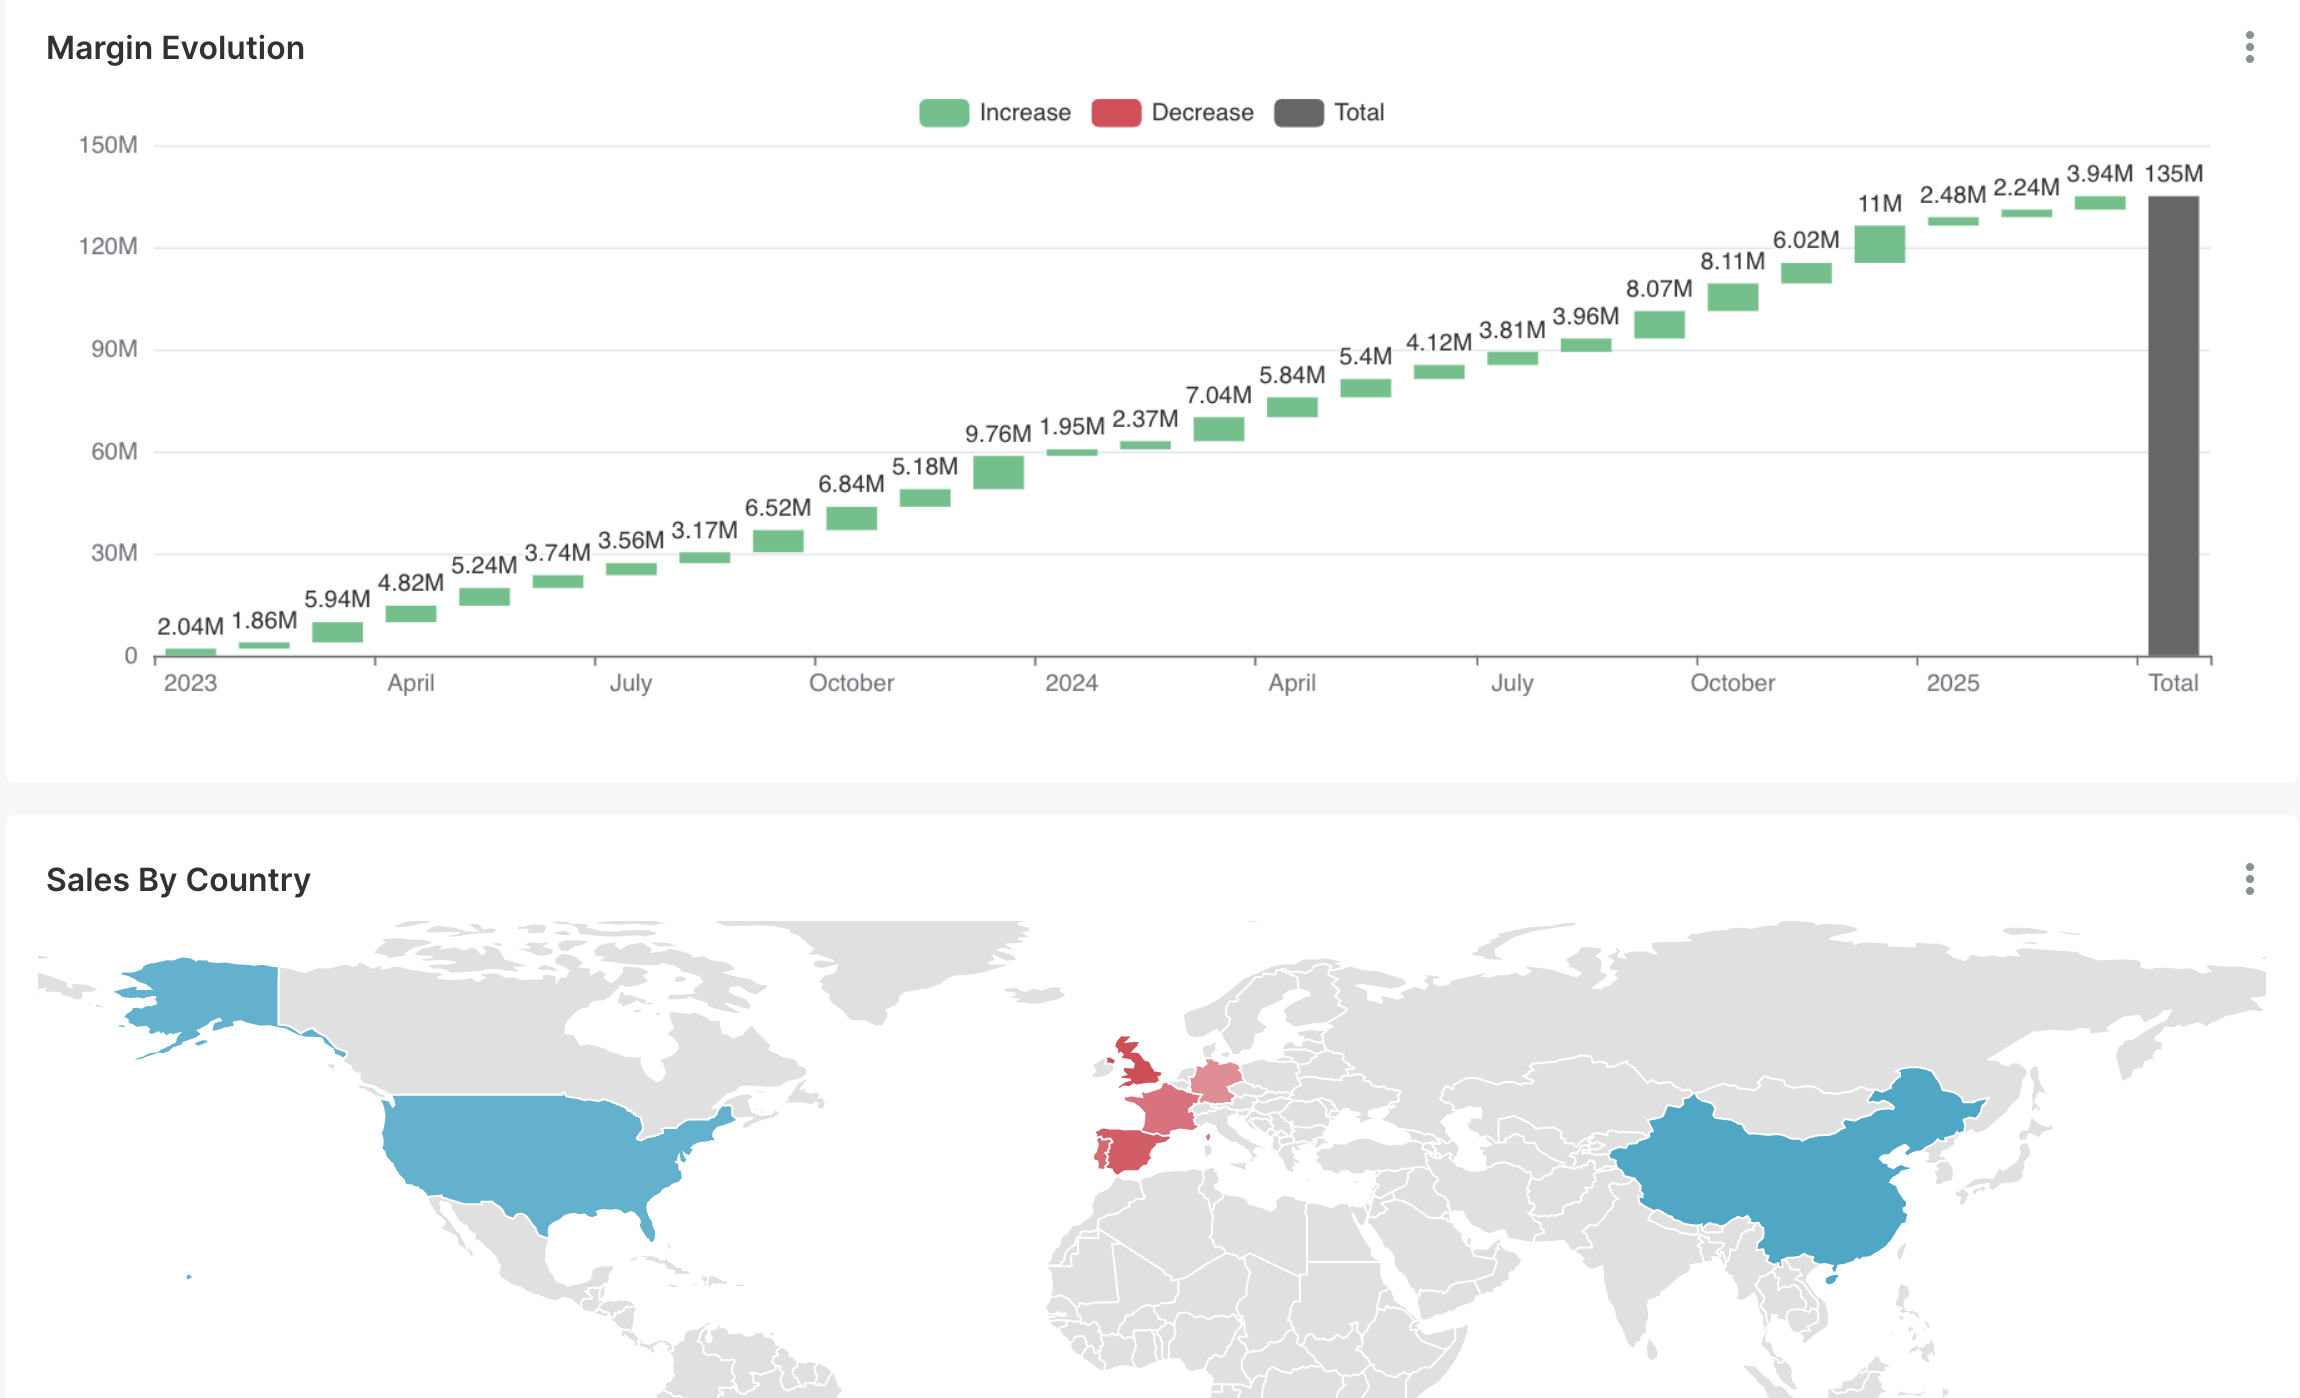 Margin Evolution
Increase Decrease Total
150M
120M
90M
60M
30M
0
2.04M 1.86M 5.94M 4.82M 5.24M 3.74M 3.56M 3.17M 6.52M 6.84M 5.18M 9.76M 1.95M 2.37M 7.04M 5.84M 5.4M 4.12M 3.81M 3.96M 8.07M 8.11M 6.02M 11M 2.48M 2.24M 3.94M 135M
2023 April July October 2024 April July October 2025 Total
Sales By Country